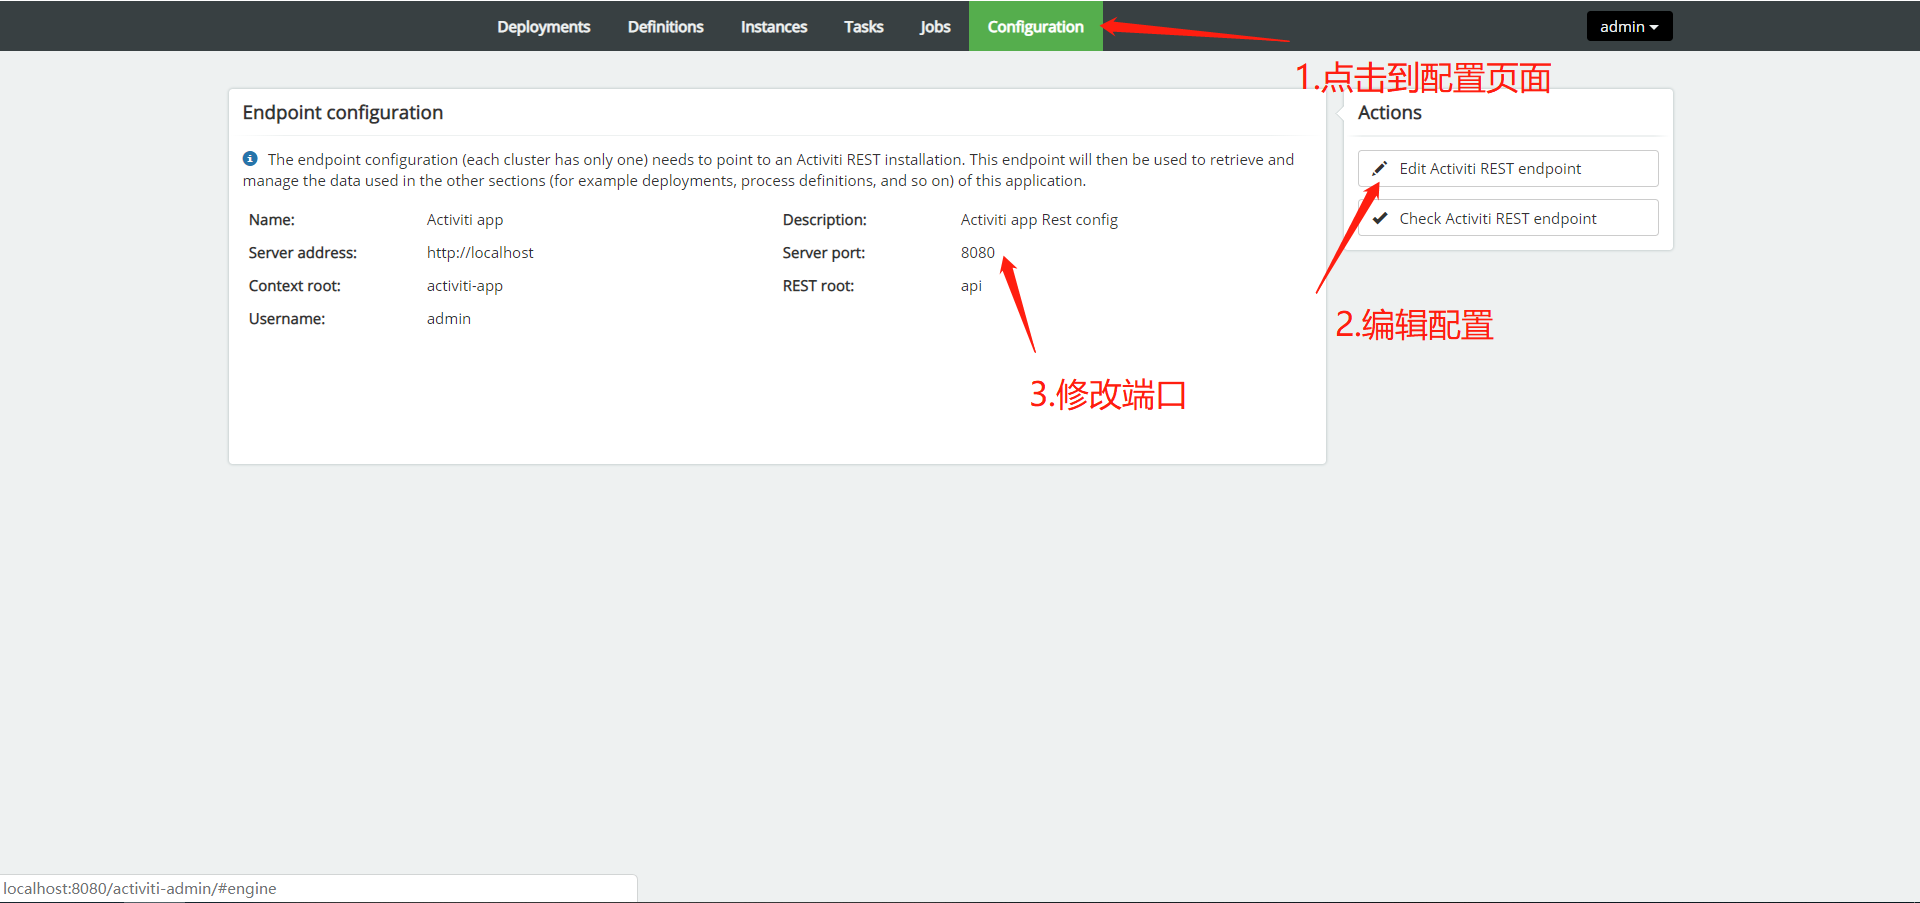 Deployments Definitions Instances Tasks Jobs Configuration admin
1.点击到配置页面
Endpoint configuration
The endpoint configuration (each cluster has only one) needs to point to an Activiti REST installation. This endpoint will then be used to retrieve and
manage the data used in the other sections (for example deployments, process definitions, and so on) of this application.
Name: Activiti app Description: Activiti app Rest config
Server address: http://localhost Server port: 8080
Context root: activiti-app REST root: api
Username: admin
3.修改端口
Actions
Edit Activiti REST endpoint
Check Activiti REST endpoint
2.编辑配置
localhost:8080/activiti-admin/#engine